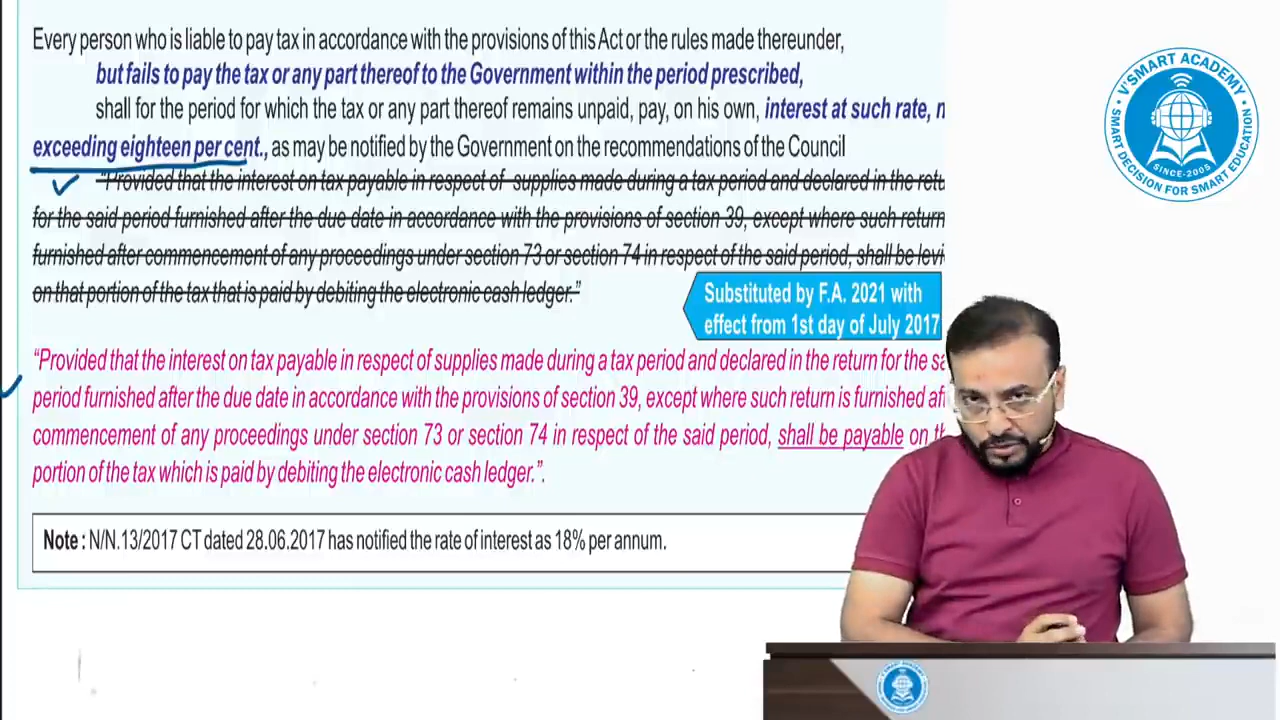 Every person who is liable to pay tax in accordance with the provisions of this Act or the rules made thereunder,
but fails to pay the tax or any part thereof to the Government within the period prescribed,
shall for the period for which the tax or any part thereof remains unpaid, pay, on his own, interest at such rate, n
exceeding eighteen per cent., as may be notified by the Government on the recommendations of the Council
“Provided that the interest on tax payable in respect of supplies made during a tax period and declared in the retu
for the said period furnished after the due date in accordance with the provisions of section 39, except where such return
furnished after commencement of any proceedings under section 73 or section 74 in respect of the said period, shall be levi
on that portion of the tax that is paid by debiting the electronic cash ledger.”
Substituted by F.A. 2021 with
effect from 1st day of July 2017
“Provided that the interest on tax payable in respect of supplies made during a tax period and declared in the return for the sa
period furnished after the due date in accordance with the provisions of section 39, except where such return is furnished aft
commencement of any proceedings under section 73 or section 74 in respect of the said period, shall be payable on th
portion of the tax which is paid by debiting the electronic cash ledger.”.
Note : N/N.13/2017 CT dated 28.06.2017 has notified the rate of interest as 18% per annum.
V'SMART ACADEMY
SINCE-2005
SMART DECISION FOR SMART EDUCATION